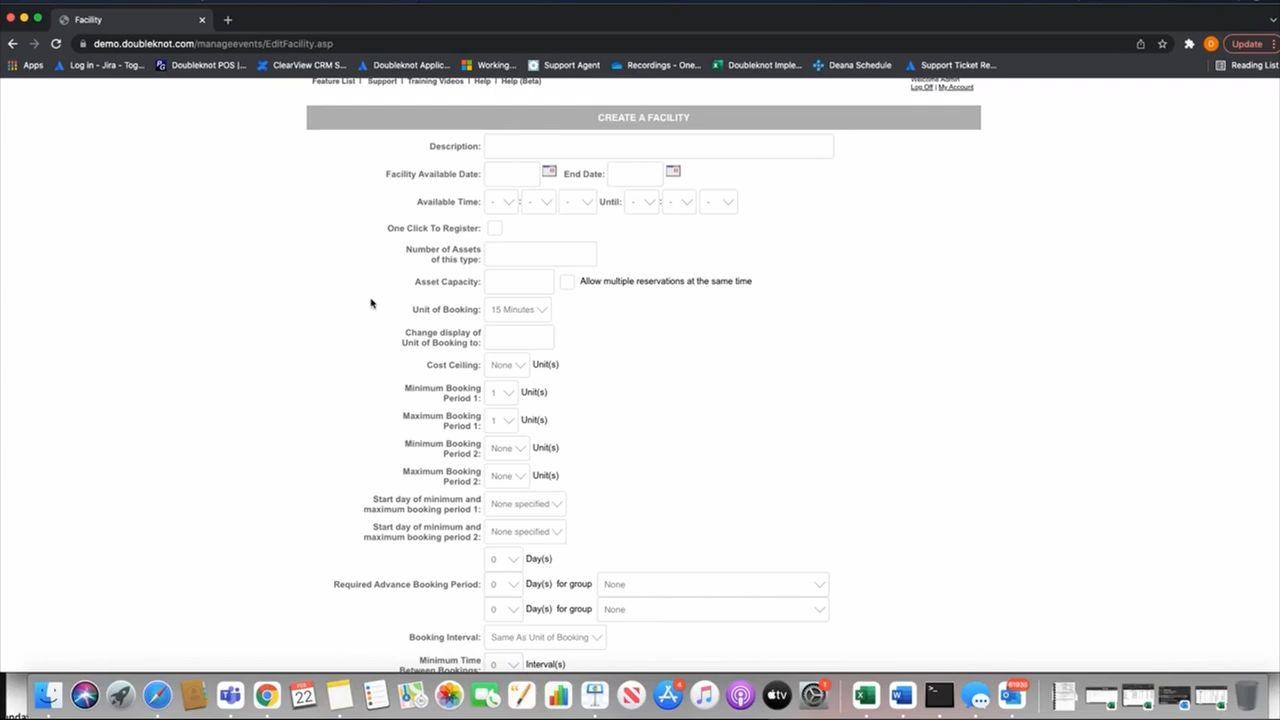 Facility
demo.doubleknot.com/manageevents/EditFacility.asp
D
Update
Apps
Log in - Jira - Tog...
Doubleknot POS |...
ClearView CRM S...
Doubleknot Applic...
Working...
Support Agent
Recordings - One...
Doubleknot Imple...
Deana Schedule
Support Ticket Re...
Reading List
Feature List | Support | Training Videos | Help | Help (Beta)
Welcome Admin
Log Off | My Account
CREATE A FACILITY
Description:
Facility Available Date: End Date:
Available Time: - : - - Until: - : - -
One Click To Register:
Number of Assets
of this type:
Asset Capacity: Allow multiple reservations at the same time
Unit of Booking: 15 Minutes
Change display of
Unit of Booking to:
Cost Ceiling: None Unit(s)
Minimum Booking
Period 1: 1 Unit(s)
Maximum Booking
Period 1: 1 Unit(s)
Minimum Booking
Period 2: None Unit(s)
Maximum Booking
Period 2: None Unit(s)
Start day of minimum and
maximum booking period 1: None specified
Start day of minimum and
maximum booking period 2: None specified
0 Day(s)
Required Advance Booking Period: 0 Day(s) for group None
0 Day(s) for group None
Booking Interval: Same As Unit of Booking
Minimum Time
Between Bookings: 0 Interval(s)
FEB
22
4
tv
1